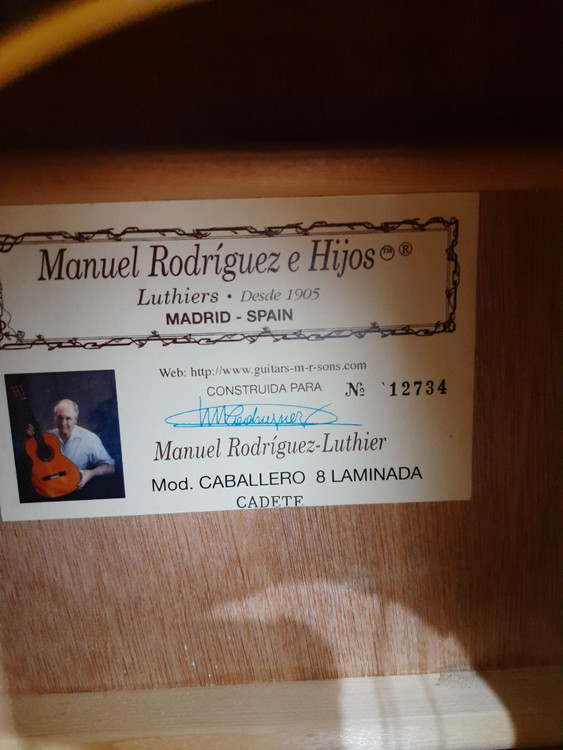 Manuel Rodríguez e Hijos™®
Luthiers • Desde 1905
MADRID - SPAIN
Web: http://www.guitars-m-r-sons.com
CONSTRUIDA PARA № 12734
Manuel Rodríguez-Luthier
Mod. CABALLERO 8 LAMINADA
CADETE